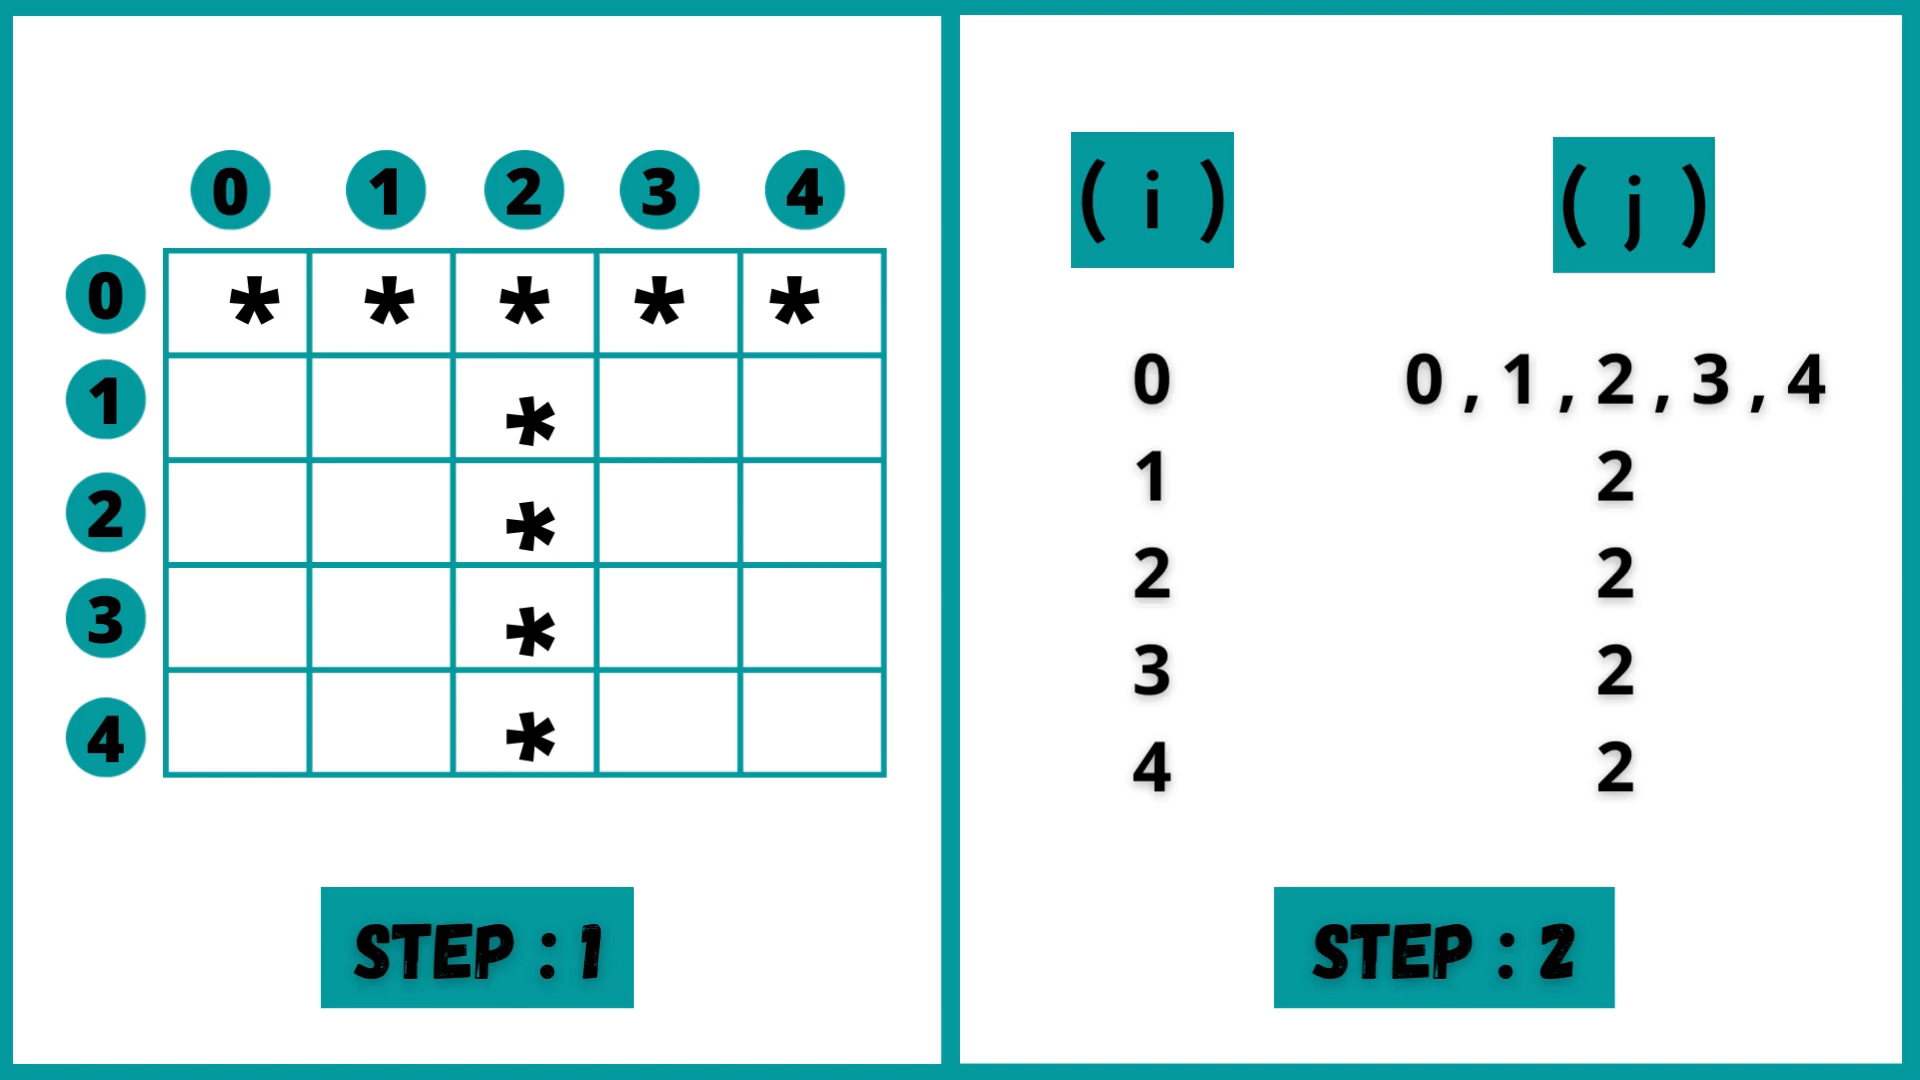 0 1 2 3 4
0 * * * * *
1 *
2 *
3 *
4 *
STEP : 1
( i ) ( j )
0 0 , 1 , 2 , 3 , 4
1 2
2 2
3 2
4 2
STEP : 2